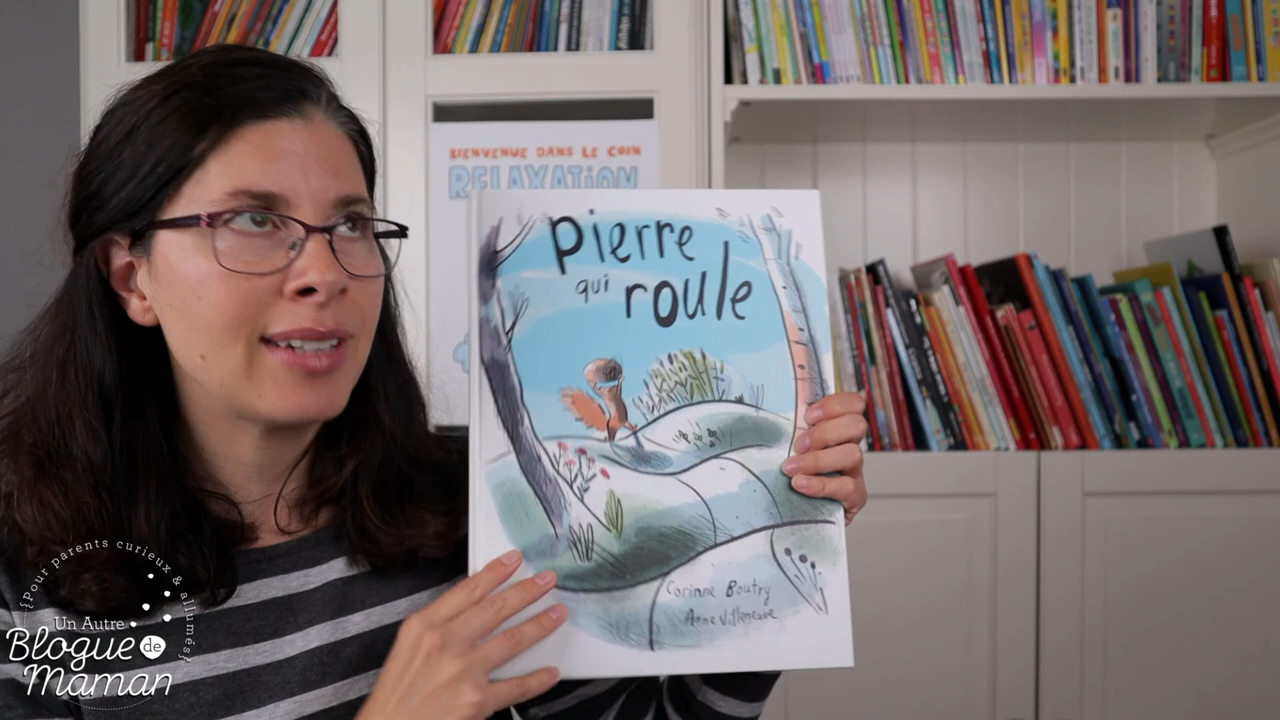 BIENVENUE DANS LE COIN
RELAXATION
pierre
qui roule
Corinne Boutry
Anne Villeneuve
{Pour parents curieux & allumés}
Un Autre
Blogue de
Maman